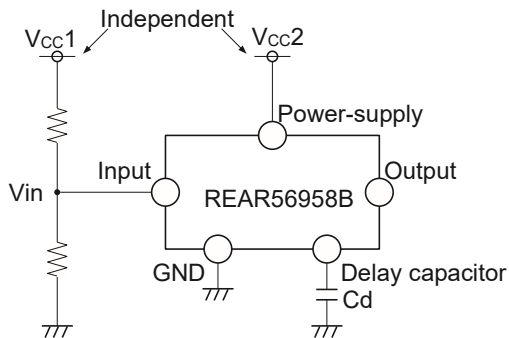 Independent
Vcc1
Vcc2
Power-supply
Input
Output
Vin
REAR56958B
GND
Delay capacitor
Cd